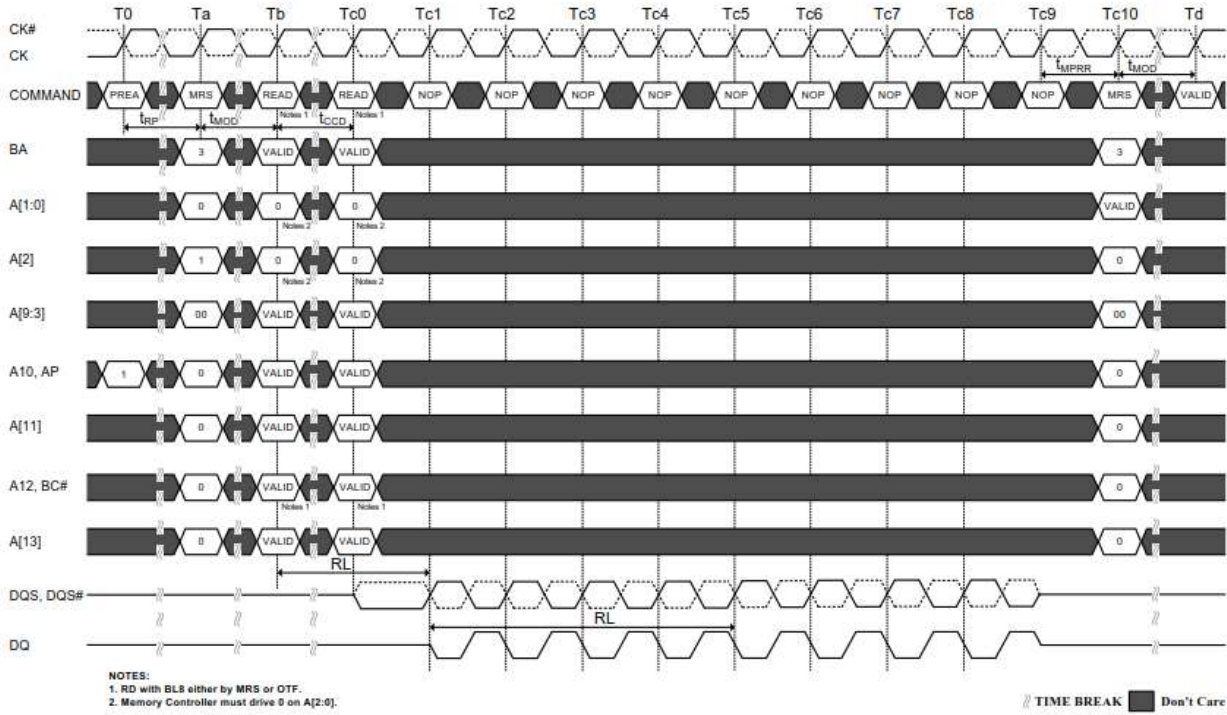 T0 Ta Tb Tc0 Tc1 Tc2 Tc3 Tc4 Tc5 Tc6 Tc7 Tc8 Tc9 Tc10 Td
CK#
CK
tMPRR tMOD
COMMAND PREA MRS READ READ NOP NOP NOP NOP NOP NOP NOP NOP NOP MRS VALID
Notes 1 Notes 1
tRP tMOD tCCD
BA 3 VALID VALID 3
A[1:0] 0 0 0 VALID
Notes 2 Notes 2
A[2] 1 0 0 0
Notes 2 Notes 2
A[9:3] 00 VALID VALID 00
A10, AP 1 0 VALID VALID 0
A[11] 0 VALID VALID 0
A12, BC# 0 VALID VALID 0
Notes 1 Notes 1
A[13] 0 VALID VALID 0
RL
DQS, DQS#
RL
DQ
NOTES:
1. RD with BL8 either by MRS or OTF.
2. Memory Controller must drive 0 on A[2:0].
TIME BREAK Don't Care